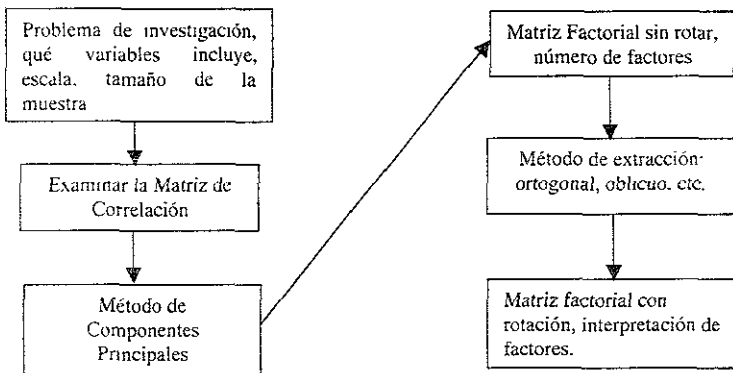 Problema de investigación,
qué variables incluye,
escala. tamaño de la
muestra
Examinar la Matriz de
Correlación
Método de
Componentes
Principales
Matriz Factorial sin rotar,
número de factores
Método de extracción-
ortogonal, oblicuo. etc.
Matriz factorial con
rotación, interpretación de
factores.